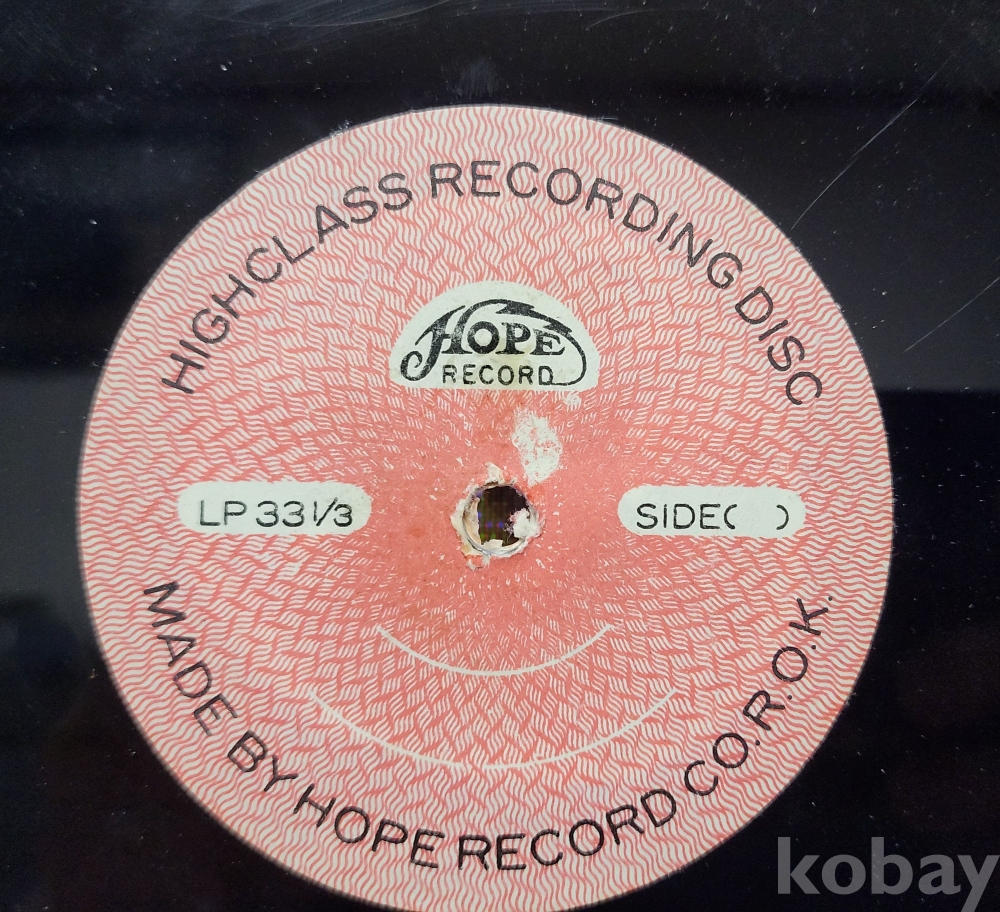 HIGHCLASS RECORDING DISC
HOPE
RECORD
LP 33 1/3
SIDE( )
MADE BY HOPE RECORD CO. R.O.K.
kobay